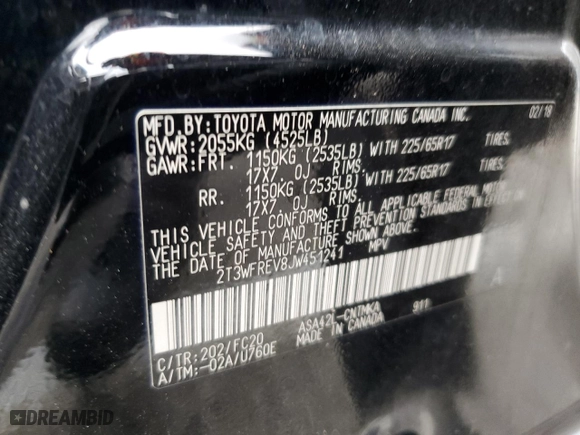 MFD.BY:TOYOTA MOTOR MANUFACTURING CANADA INC. 02/18
GVWR:2055KG (4525LB)
GAWR:FRT. 1150KG (2535LB) WITH 225/65R17 TIRES.
17X7.0J RIMS.
RR. 1150KG (2535LB) WITH 225/65R17 TIRES.
17X7.0J RIMS.
THIS VEHICLE CONFORMS TO ALL APPLICABLE FEDERAL MOTOR
VEHICLE SAFETY AND THEFT PREVENTION STANDARDS IN EFFECT ON
THE DATE OF MANUFACTURE SHOWN ABOVE.
2T3WFREV8JW451241 MPV
A
C/TR:202/FC20 ASA42L-CNTMKA 911
A/TM:-02A/U760E MADE IN CANADA
DREAMBID